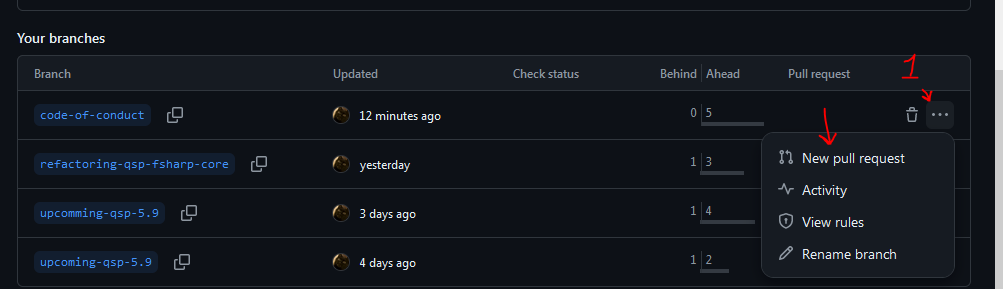 Your branches
Branch Updated Check status Behind Ahead Pull request
1
code-of-conduct 12 minutes ago 0 5
New pull request
refactoring-qsp-fsharp-core yesterday 1 3
Activity
upcomming-qsp-5.9 3 days ago 1 4
View rules
Rename branch
upcoming-qsp-5.9 4 days ago 1 2